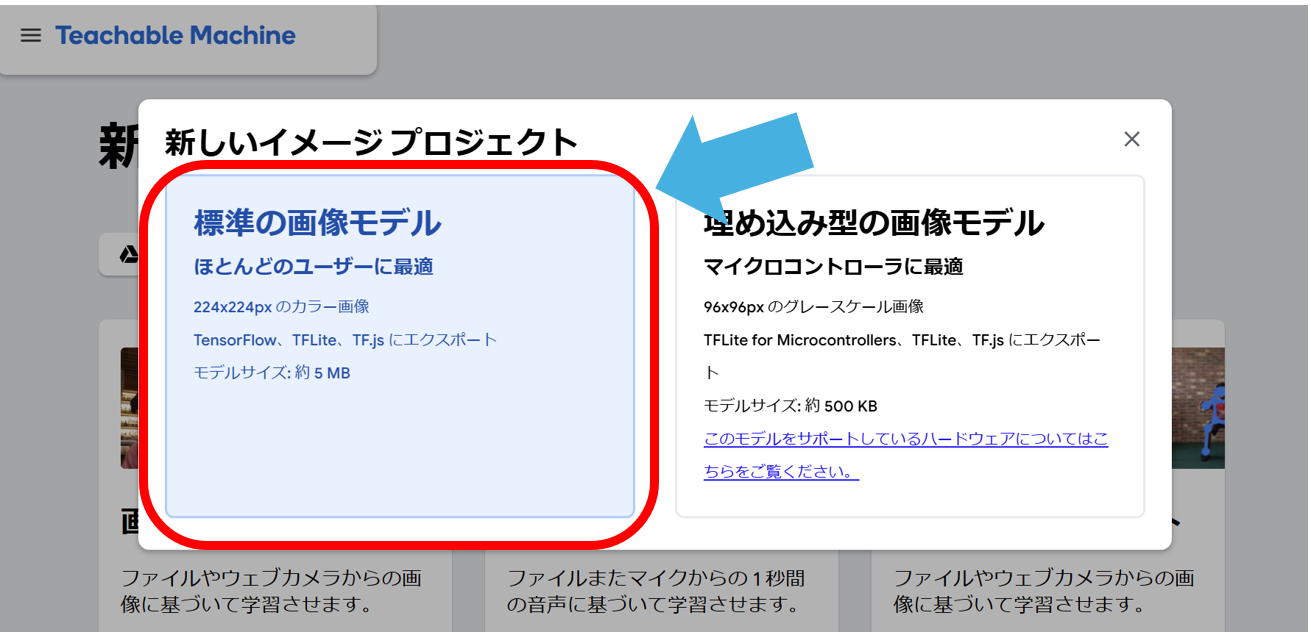 Teachable Machine
新
新しいイメージ プロジェクト
標準の画像モデル
ほとんどのユーザーに最適
224x224px のカラー画像
TensorFlow、TFLite、TF.js にエクスポート
モデルサイズ: 約 5 MB
埋め込み型の画像モデル
マイクロコントローラに最適
96x96px のグレースケール画像
TFLite for Microcontrollers、TFLite、TF.js にエクスポー
ト
モデルサイズ: 約 500 KB
このモデルをサポートしているハードウェアについてはこ
ちらをご覧ください。
ファイルやウェブカメラからの画
像に基づいて学習させます。
ファイルまたマイクからの 1 秒間
の音声に基づいて学習させます。
ファイルやウェブカメラからの画
像に基づいて学習させます。